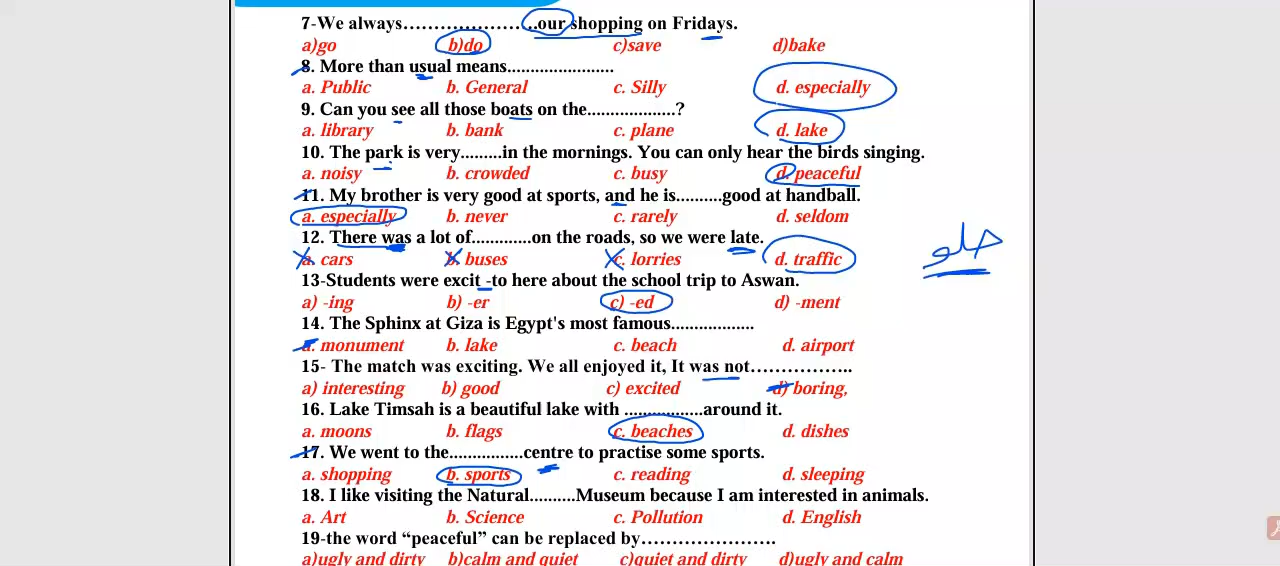 7-We always………………….our shopping on Fridays.
a)go b)do c)save d)bake
8. More than usual means.......................
a. Public b. General c. Silly d. especially
9. Can you see all those boats on the...................?
a. library b. bank c. plane d. lake
10. The park is very.........in the mornings. You can only hear the birds singing.
a. noisy b. crowded c. busy d. peaceful
11. My brother is very good at sports, and he is..........good at handball.
a. especially b. never c. rarely d. seldom
12. There was a lot of.............on the roads, so we were late.
a. cars b. buses c. lorries d. traffic
حلو
13-Students were excit -to here about the school trip to Aswan.
a) -ing b) -er c) -ed d) -ment
14. The Sphinx at Giza is Egypt's most famous..................
a. monument b. lake c. beach d. airport
15- The match was exciting. We all enjoyed it, It was not……………..
a) interesting b) good c) excited d) boring,
16. Lake Timsah is a beautiful lake with .................around it.
a. moons b. flags c. beaches d. dishes
17. We went to the................centre to practise some sports.
a. shopping b. sports c. reading d. sleeping
18. I like visiting the Natural..........Museum because I am interested in animals.
a. Art b. Science c. Pollution d. English
19-the word “peaceful” can be replaced by………………….
a)ugly and dirty b)calm and quiet c)quiet and dirty d)ugly and calm